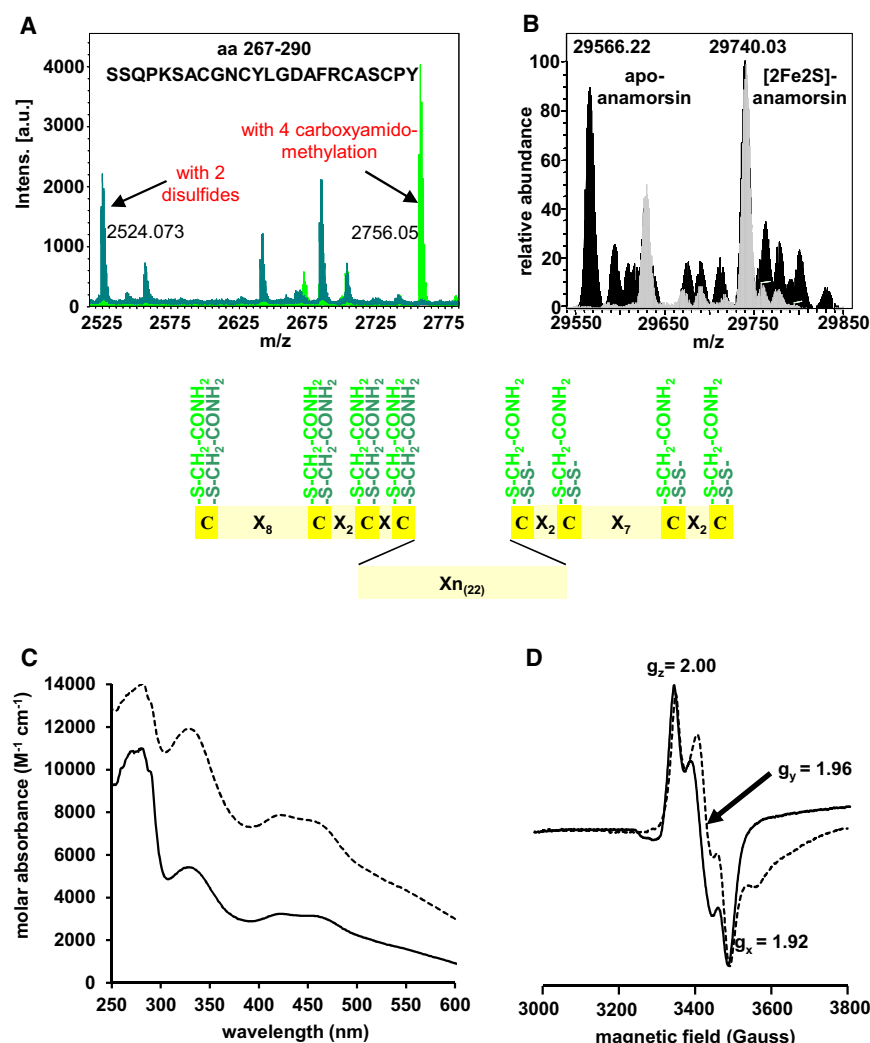 A
aa 267-290
SSQPKSACGNCYLGDAFRCASCPY
with 4 carboxyamido-
methylation
with 2
disulfides
2524.073
2756.05
Intens. [a.u.]
4000
3000
2000
1000
0
2525 2575 2625 2675 2725 2775
m/z
B
29566.22
29740.03
apo-
anamorsin
[2Fe2S]-
anamorsin
relative abundance
100
80
60
40
20
0
29550 29650 29750 29850
m/z
-S-CH2-CONH2
-S-CH2-CONH2
-S-CH2-CONH2
-S-CH2-CONH2
-S-CH2-CONH2
-S-CH2-CONH2
-S-CH2-CONH2
-S-CH2-CONH2
-S-CH2-CONH2
-S-S-
-S-CH2-CONH2
-S-S-
-S-CH2-CONH2
-S-S-
-S-CH2-CONH2
-S-S-
C X8 C X2 C X C C X2 C X7 C X2 C
Xn(22)
C
molar absorbance (M-1 cm-1)
14000
12000
10000
8000
6000
4000
2000
0
250 300 350 400 450 500 550 600
wavelength (nm)
D
gz = 2.00
gy = 1.96
gx = 1.92
3000 3200 3400 3600 3800
magnetic field (Gauss)